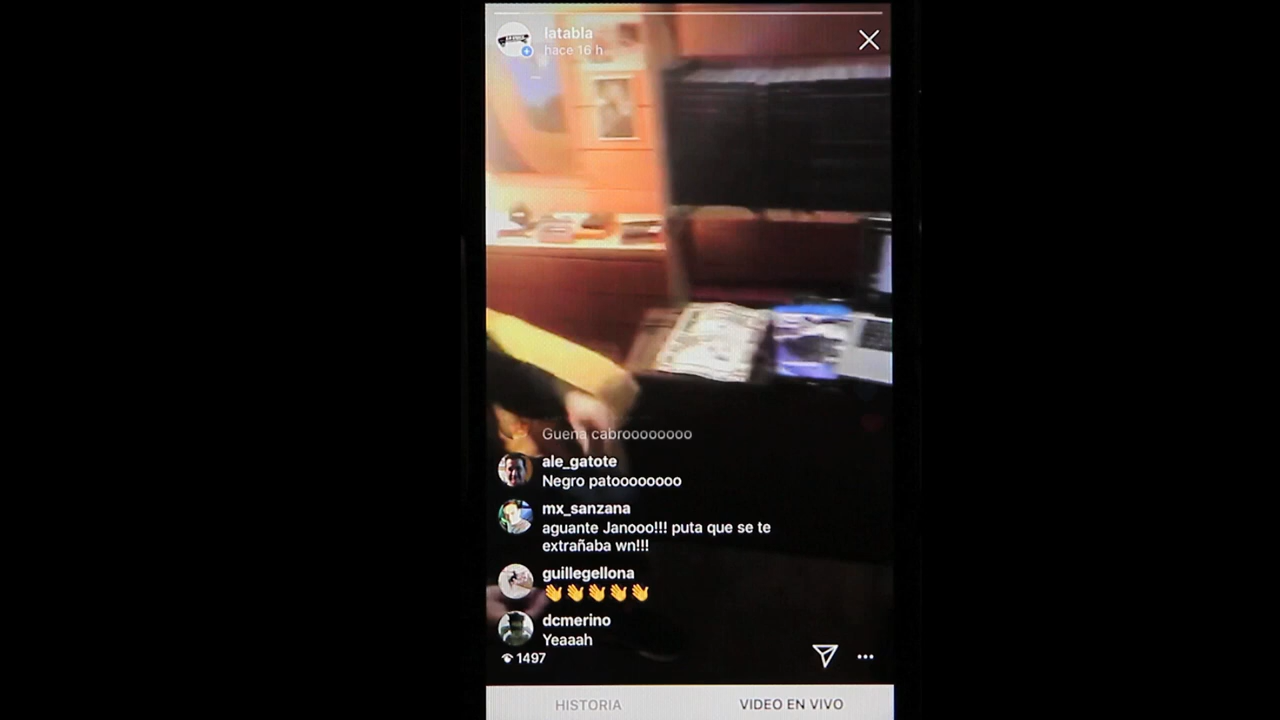 latabla
hace 16 h
Guena cabroooooooo
ale_gatote
Negro patoooooooo
mx_sanzana
aguante Janooo!!! puta que se te
extrañaba wn!!!
guillegellona
👋👋👋👋👋
dcmerino
Yeaaah
1497
HISTORIA
VIDEO EN VIVO